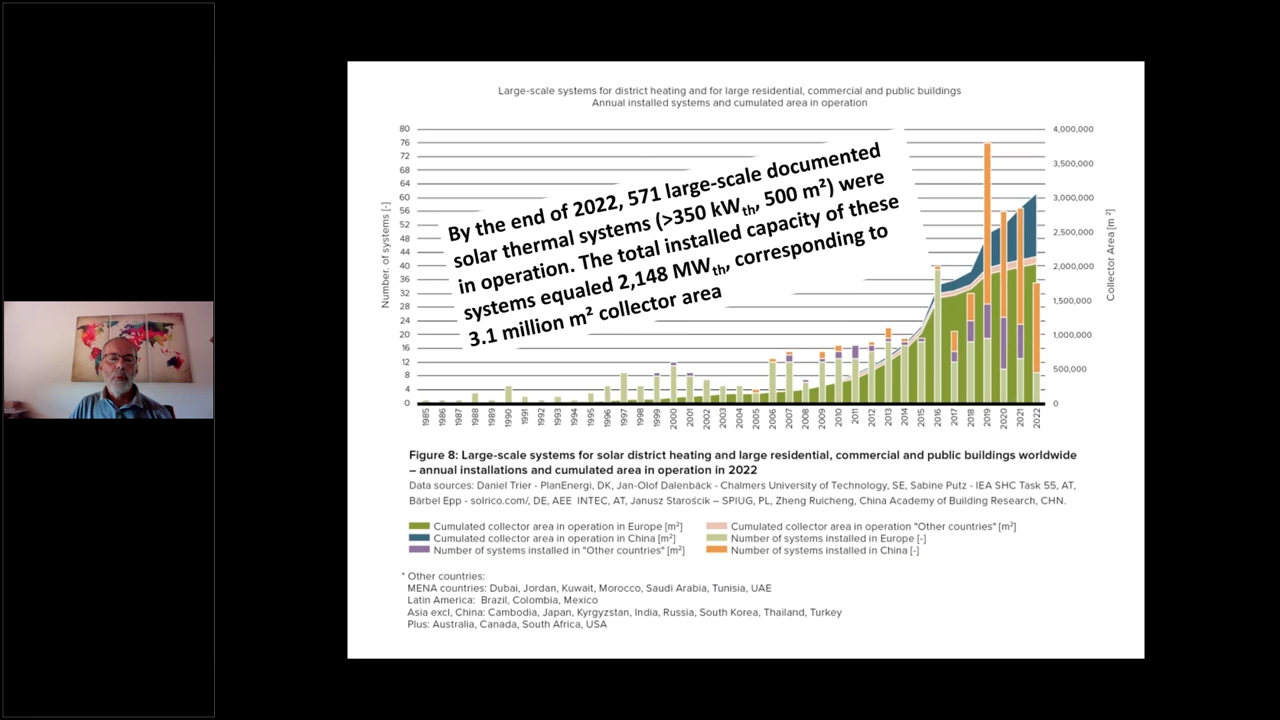 Large-scale systems for district heating and for large residential, commercial and public buildings
Annual installed systems and cumulated area in operation
80
76
72
68
64
60
56
52
48
44
40
36
32
28
24
20
16
12
8
4
0
Number. of systems [-]
By the end of 2022, 571 large-scale documented
solar thermal systems (>350 kWth, 500 m²) were
in operation. The total installed capacity of these
systems equaled 2,148 MWth, corresponding to
3.1 million m² collector area
4,000,000
3,500,000
3,000,000
2,500,000
2,000,000
1,500,000
1,000,000
500,000
0
Collector Area [m ²]
1985 1986 1987 1988 1989 1990 1991 1992 1993 1994 1995 1996 1997 1998 1999 2000 2001 2002 2003 2004 2005 2006 2007 2008 2009 2010 2011 2012 2013 2014 2015 2016 2017 2018 2019 2020 2021 2022
Figure 8: Large-scale systems for solar district heating and large residential, commercial and public buildings worldwide
– annual installations and cumulated area in operation in 2022
Data sources: Daniel Trier - PlanEnergi, DK, Jan-Olof Dalenbäck - Chalmers University of Technology, SE, Sabine Putz - IEA SHC Task 55, AT,
Bärbel Epp - solrico.com/, DE, AEE INTEC, AT, Janusz Starościk – SPIUG, PL, Zheng Ruicheng, China Academy of Building Research, CHN.
Cumulated collector area in operation in Europe [m²]
Cumulated collector area in operation in China [m²]
Number of systems installed in "Other countries" [m²]
Cumulated collector area in operation "Other countries" [m²]
Number of systems installed in Europe [-]
Number of systems installed in China [-]
* Other countries:
MENA countries: Dubai, Jordan, Kuwait, Morocco, Saudi Arabia, Tunisia, UAE
Latin America: Brazil, Colombia, Mexico
Asia excl, China: Cambodia, Japan, Kyrgyzstan, India, Russia, South Korea, Thailand, Turkey
Plus: Australia, Canada, South Africa, USA